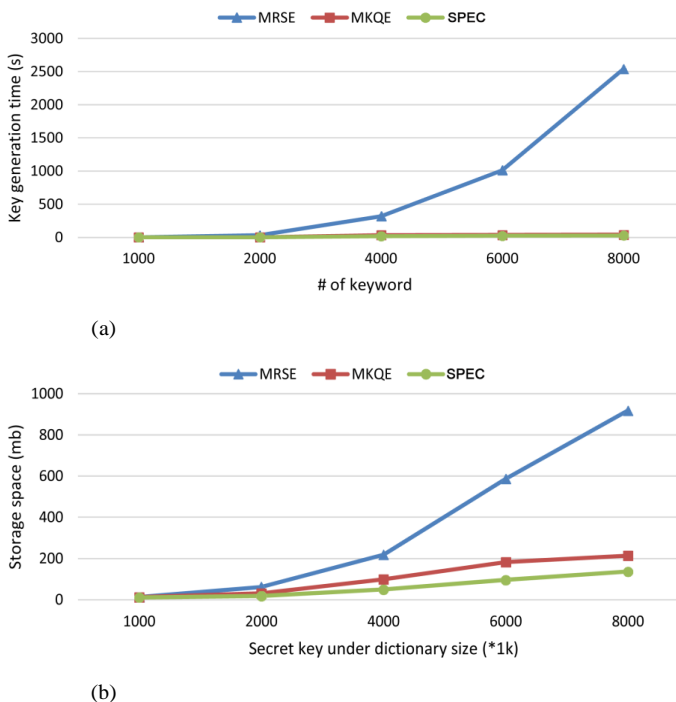 MRSE MKQE SPEC
Key generation time (s)
3000
2500
2000
1500
1000
500
0
1000 2000 4000 6000 8000
# of keyword
(a)
MRSE MKQE SPEC
Storage space (mb)
1000
800
600
400
200
0
1000 2000 4000 6000 8000
Secret key under dictionary size (*1k)
(b)